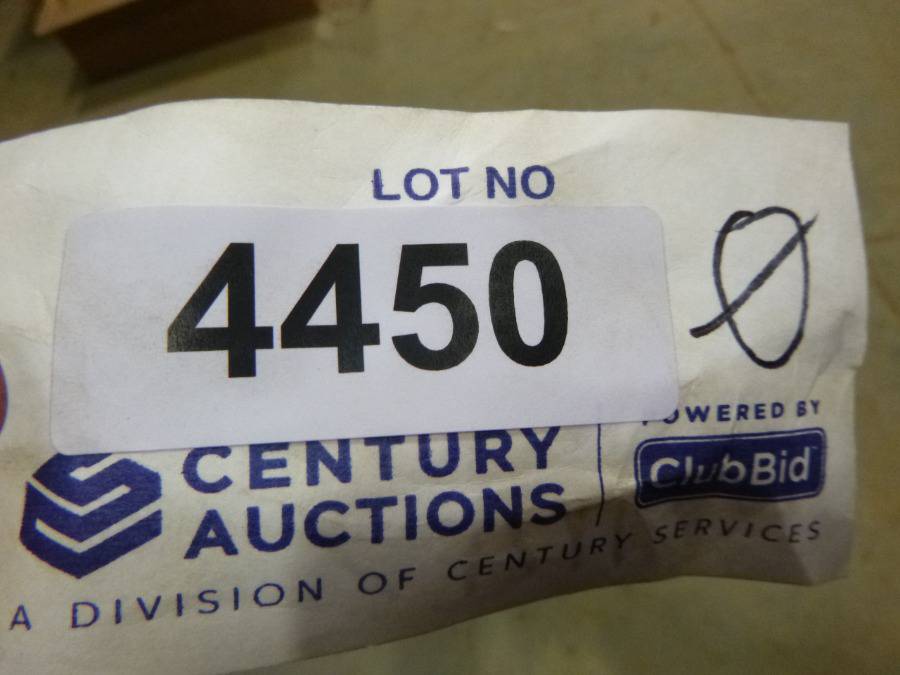 LOT NO
4450 Ø
CENTURY
AUCTIONS
POWERED BY
ClubBid
A DIVISION OF CENTURY SERVICES